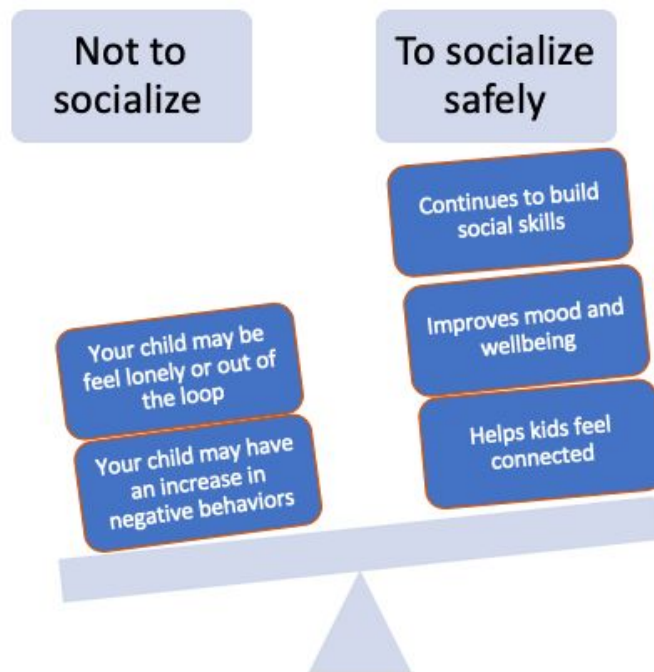 Not to
socialize
To socialize
safely
Continues to build
social skills
Improves mood and
wellbeing
Helps kids feel
connected
Your child may be
feel lonely or out of
the loop
Your child may have
an increase in
negative behaviors